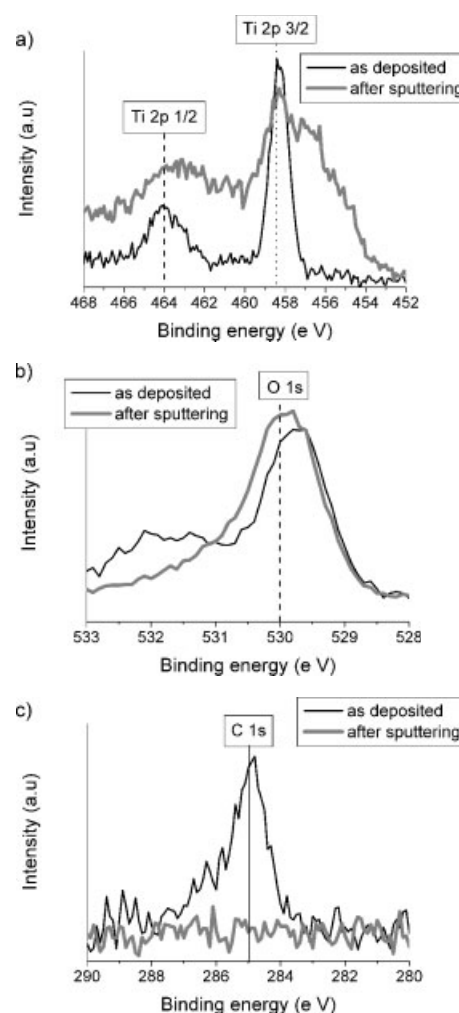 a)
Ti 2p 3/2
as deposited
after sputtering
Ti 2p 1/2
Intensity (a.u)
468 466 464 462 460 458 456 454 452
Binding energy (e V)
b)
as deposited
after sputtering
O 1s
Intensity (a.u)
533 532 531 530 529 528
Binding energy (e V)
c)
as deposited
after sputtering
C 1s
Intensity (a.u)
290 288 286 284 282 280
Binding energy (e V)